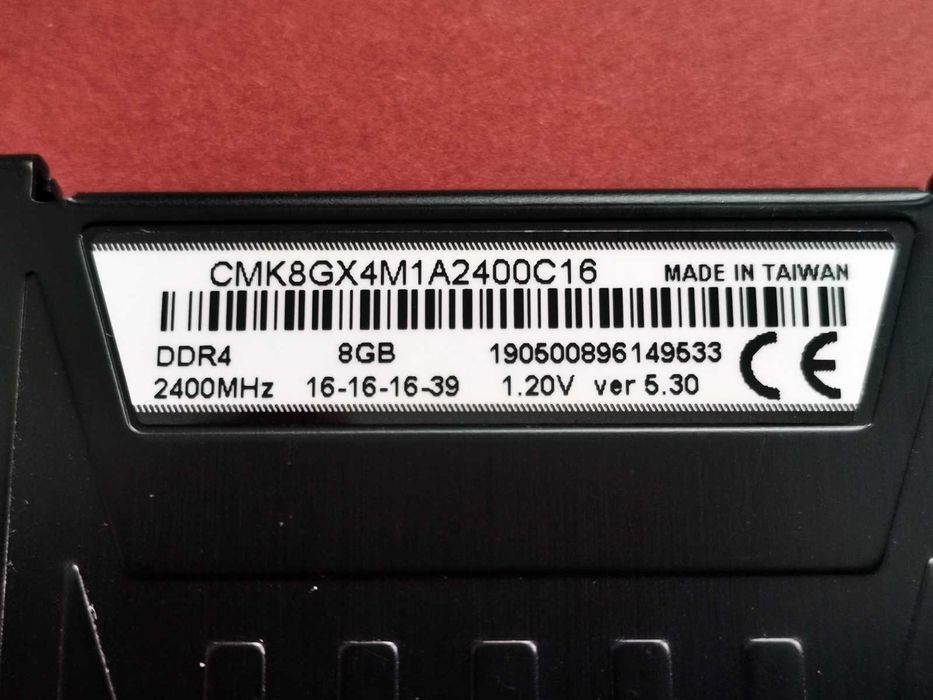 CMK8GX4M1A2400C16 MADE IN TAIWAN
DDR4 8GB 190500896149533
2400MHz 16-16-16-39 1.20V ver 5.30
CE